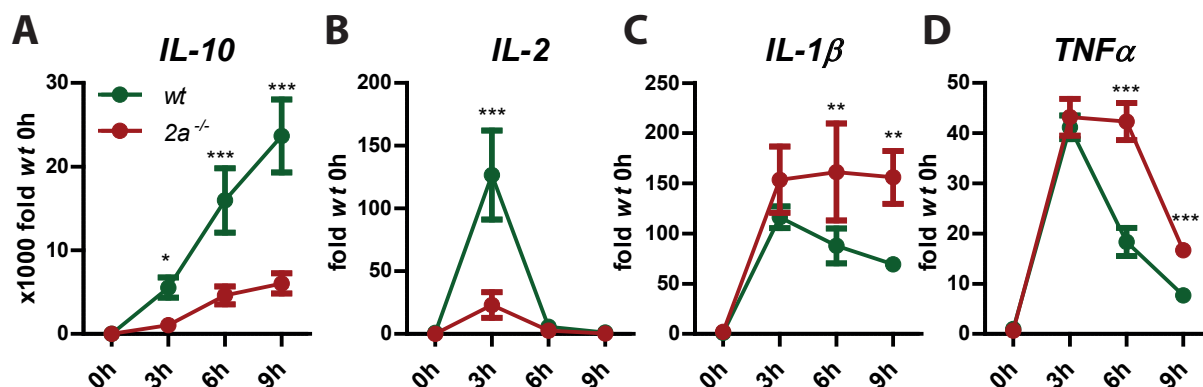 A
IL-10
x1000 fold wt 0h
30
20
10
0
wt
2a-/-
*
***
***
0h
3h
6h
9h
B
IL-2
fold wt 0h
200
150
100
50
0
***
0h
3h
6h
9h
C
IL-1β
fold wt 0h
250
200
150
100
50
0
**
**
0h
3h
6h
9h
D
TNFα
fold wt 0h
50
40
30
20
10
0
***
***
0h
3h
6h
9h